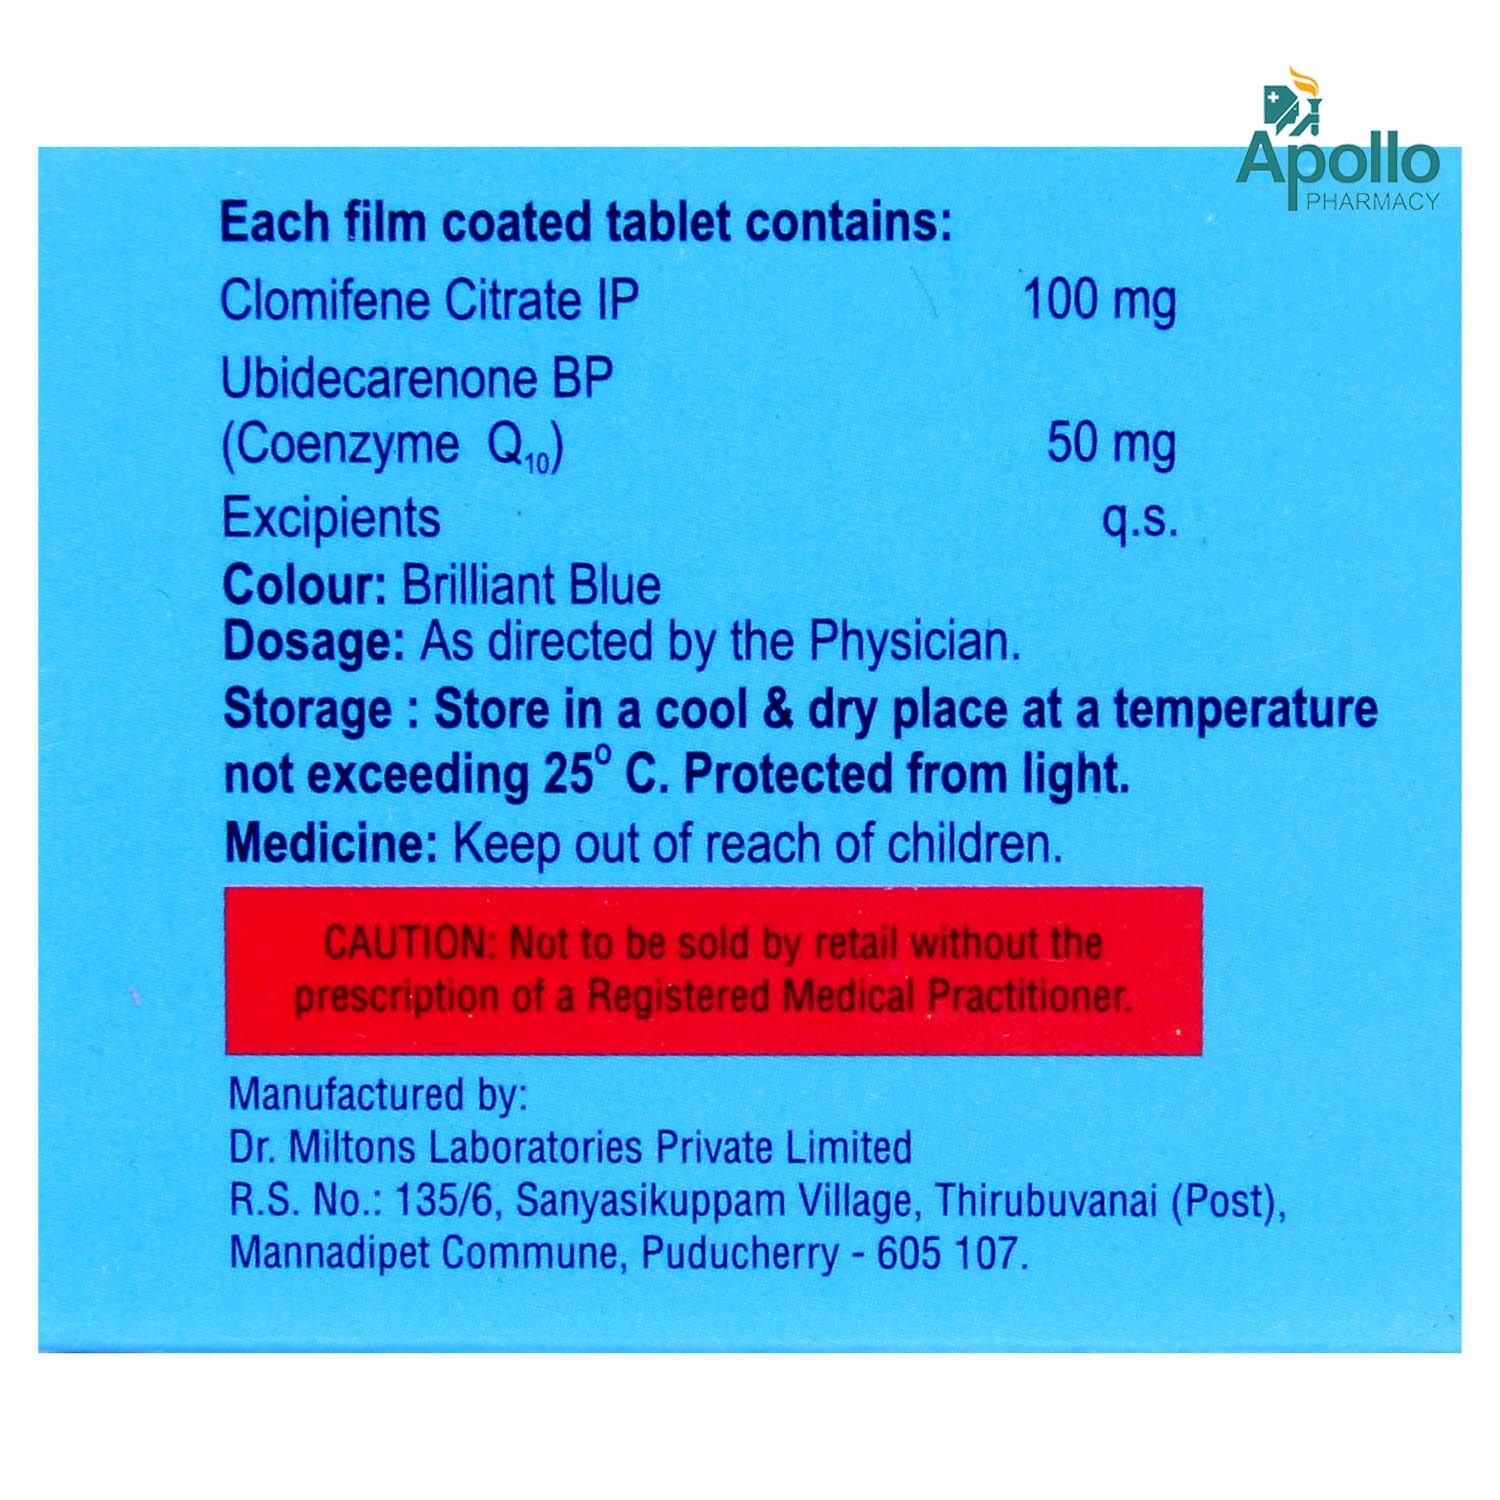 Apollo
PHARMACY
Each film coated tablet contains:
Clomifene Citrate IP 100 mg
Ubidecarenone BP
(Coenzyme Q10) 50 mg
Excipients q.s.
Colour: Brilliant Blue
Dosage: As directed by the Physician.
Storage : Store in a cool & dry place at a temperature
not exceeding 25° C. Protected from light.
Medicine: Keep out of reach of children.
CAUTION: Not to be sold by retail without the
prescription of a Registered Medical Practitioner.
Manufactured by:
Dr. Miltons Laboratories Private Limited
R.S. No.: 135/6, Sanyasikuppam Village, Thirubuvanai (Post),
Mannadipet Commune, Puducherry - 605 107.